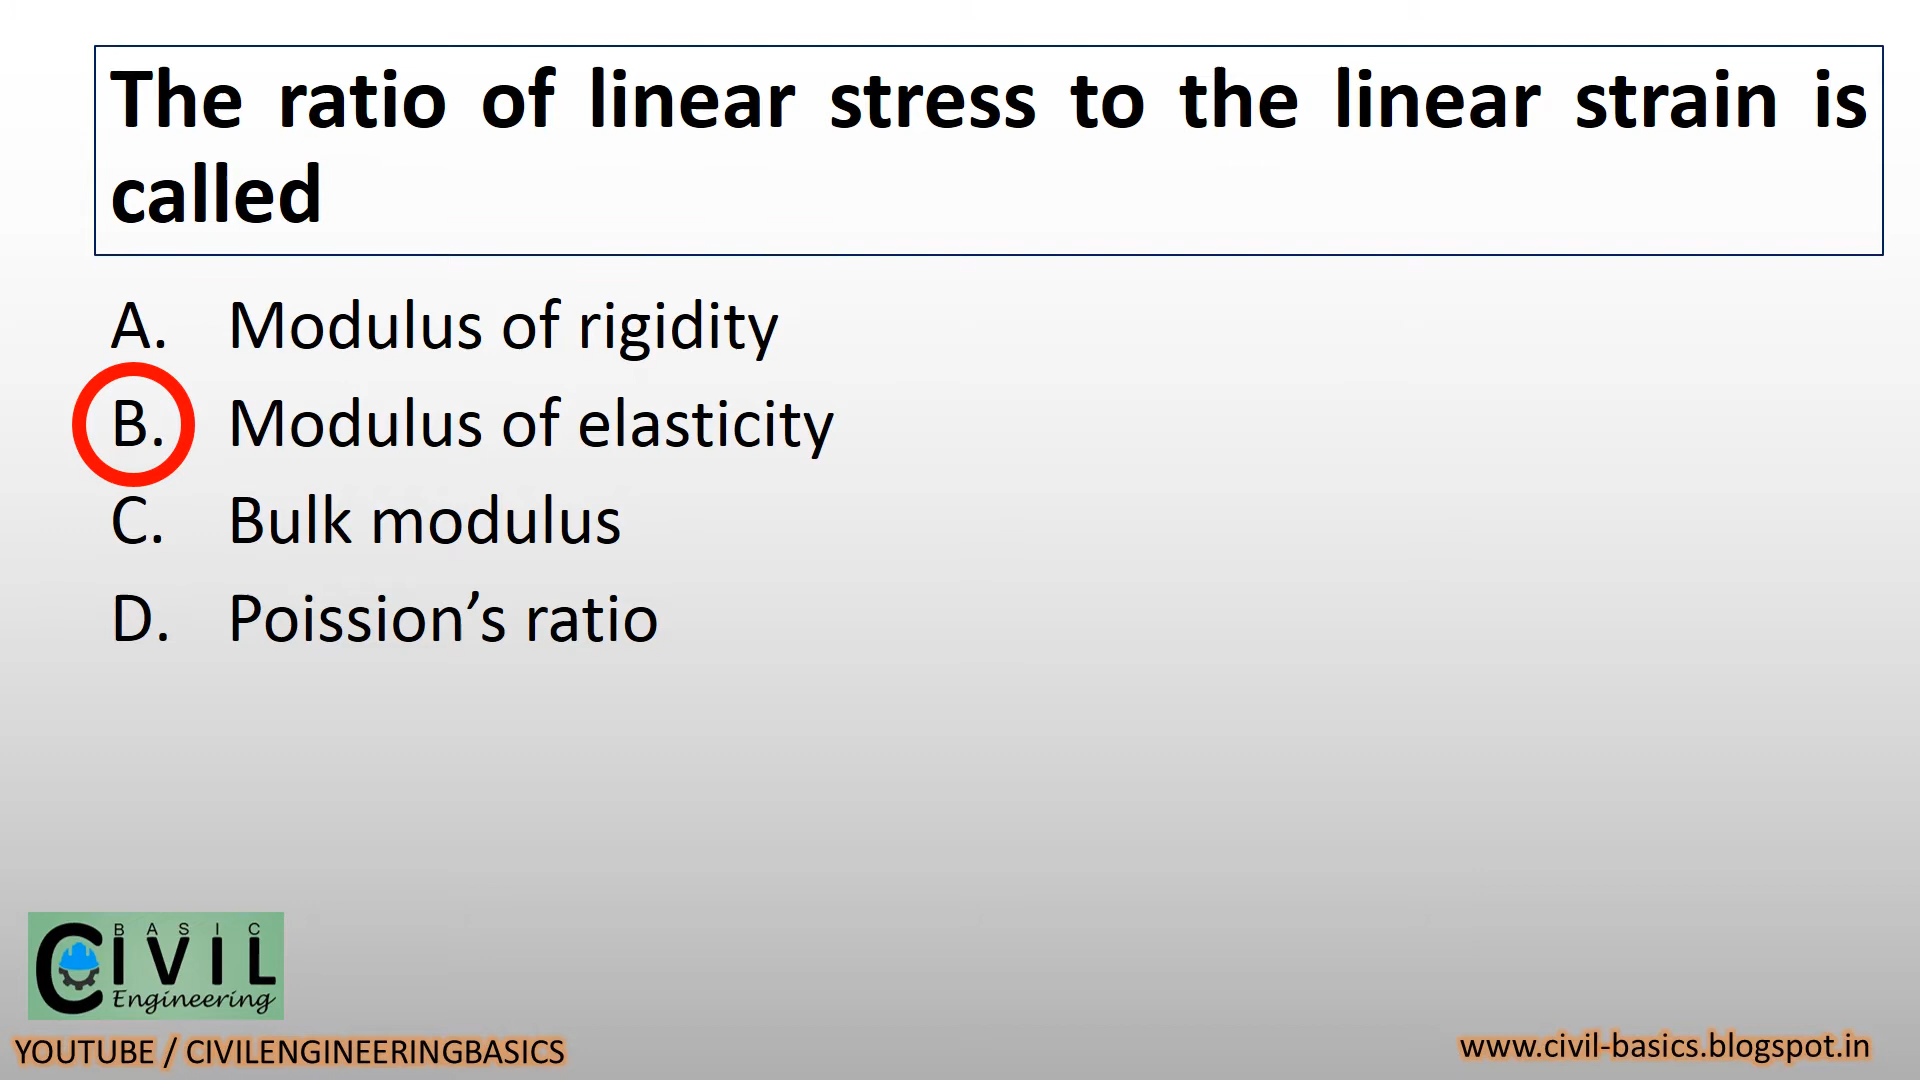 The ratio of linear stress to the linear strain is
called
A. Modulus of rigidity
B. Modulus of elasticity
C. Bulk modulus
D. Poission’s ratio
BASIC
CIVIL
Engineering
YOUTUBE / CIVILENGINEERINGBASICS
www.civil-basics.blogspot.in